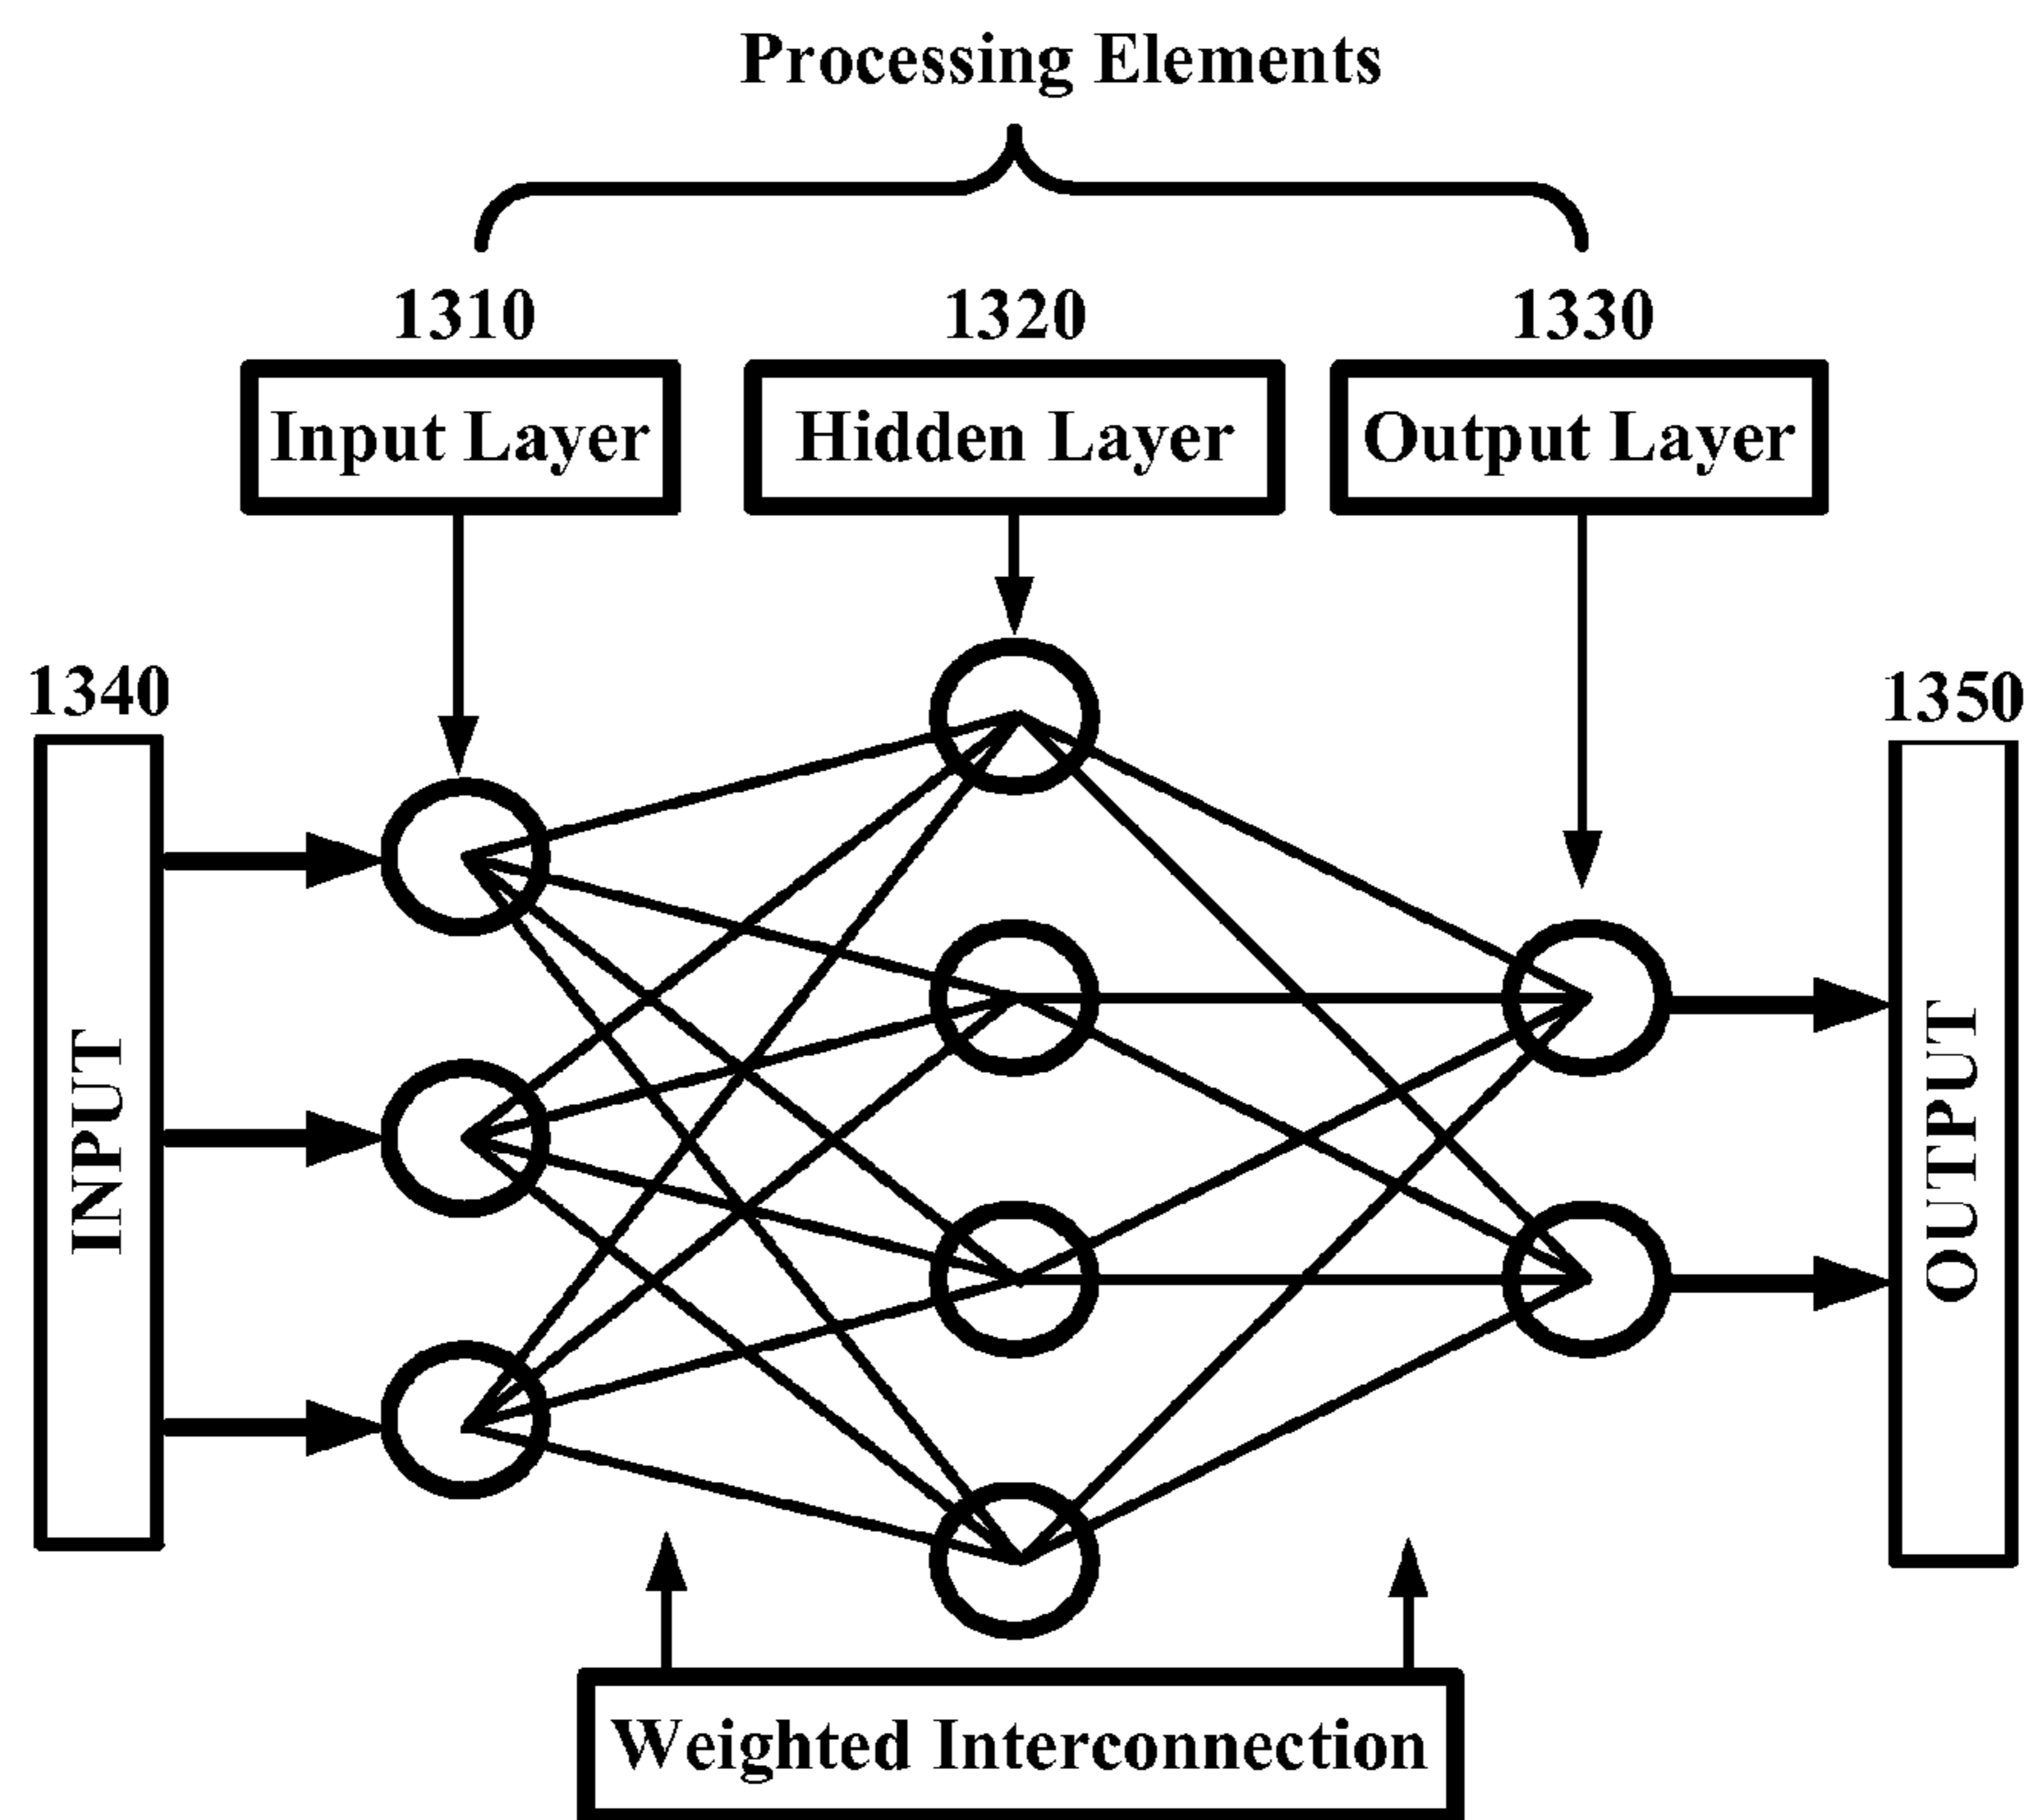 Processing Elements
1310
1320
1330
Input Layer
Hidden Layer
Output Layer
1340
1350
INPUT
OUTPUT
Weighted Interconnection